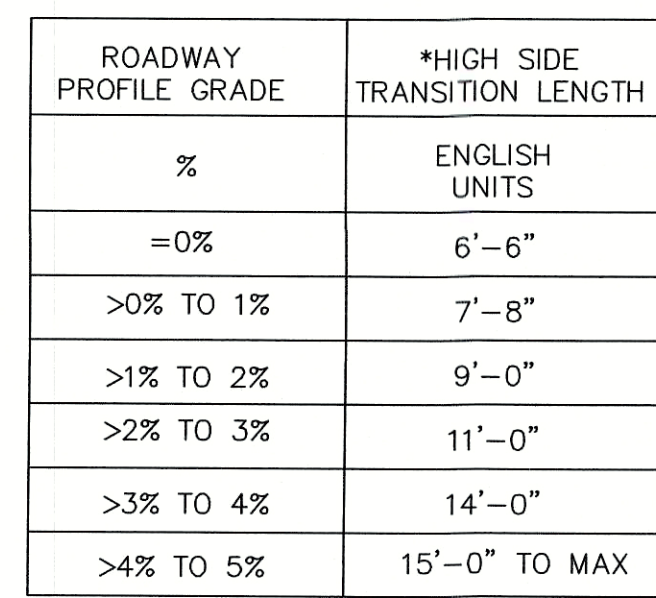 ROADWAY
PROFILE GRADE
*HIGH SIDE
TRANSITION LENGTH
%
ENGLISH
UNITS
=0%
6'–6"
>0% TO 1%
7'–8"
>1% TO 2%
9'–0"
>2% TO 3%
11'–0"
>3% TO 4%
14'–0"
>4% TO 5%
15'–0" TO MAX